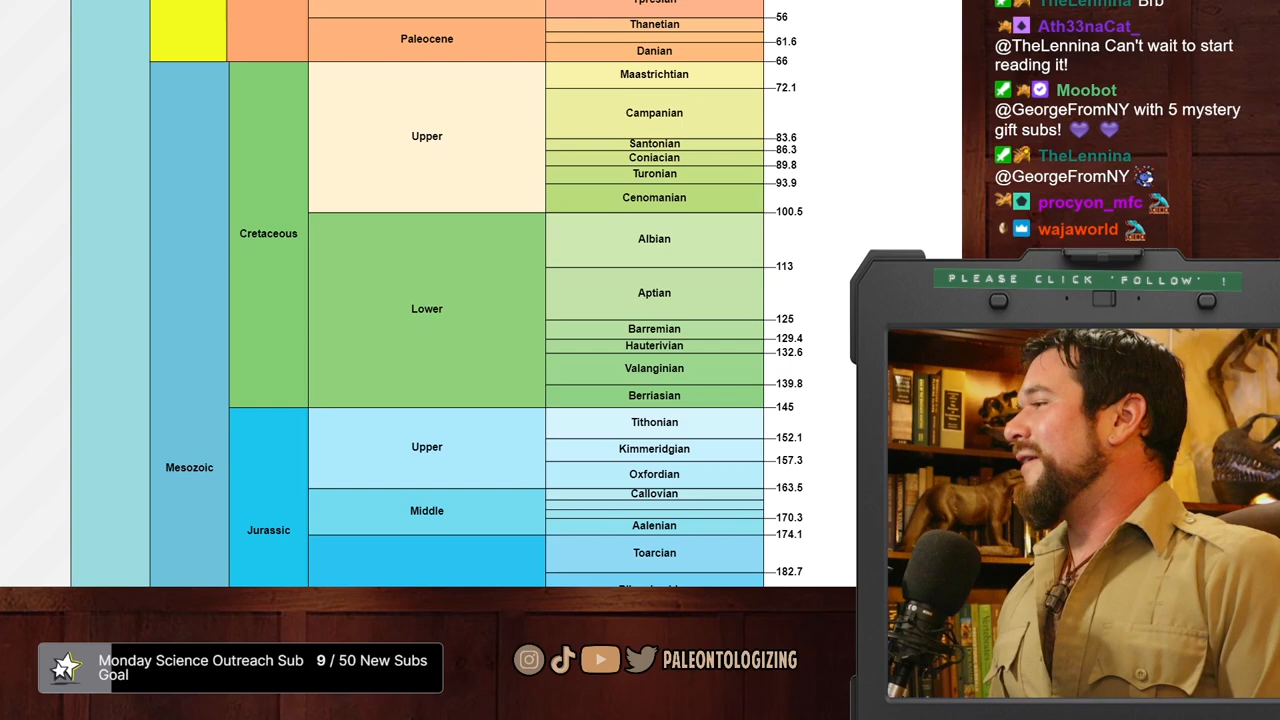 Ypresian
56
Thanetian
Paleocene
61.6
Danian
66
Maastrichtian
72.1
Campanian
Upper
83.6
Santonian
86.3
Coniacian
89.8
Turonian
93.9
Cenomanian
100.5
Cretaceous
Albian
113
Aptian
Lower
125
Barremian
129.4
Hauterivian
132.6
Valanginian
139.8
Berriasian
145
Tithonian
152.1
Upper
Kimmeridgian
157.3
Mesozoic
Oxfordian
163.5
Callovian
Middle
170.3
Aalenian
Jurassic
174.1
Toarcian
182.7
TheLennina Brb
Ath33naCat_
@TheLennina Can't wait to start
reading it!
Moobot
@GeorgeFromNY with 5 mystery
gift subs!
TheLennina
@GeorgeFromNY
procyon_mfc
wajaworld
PLEASE CLICK 'FOLLOW' !
Monday Science Outreach Sub 9 / 50 New Subs
Goal
PALEONTOLOGIZING